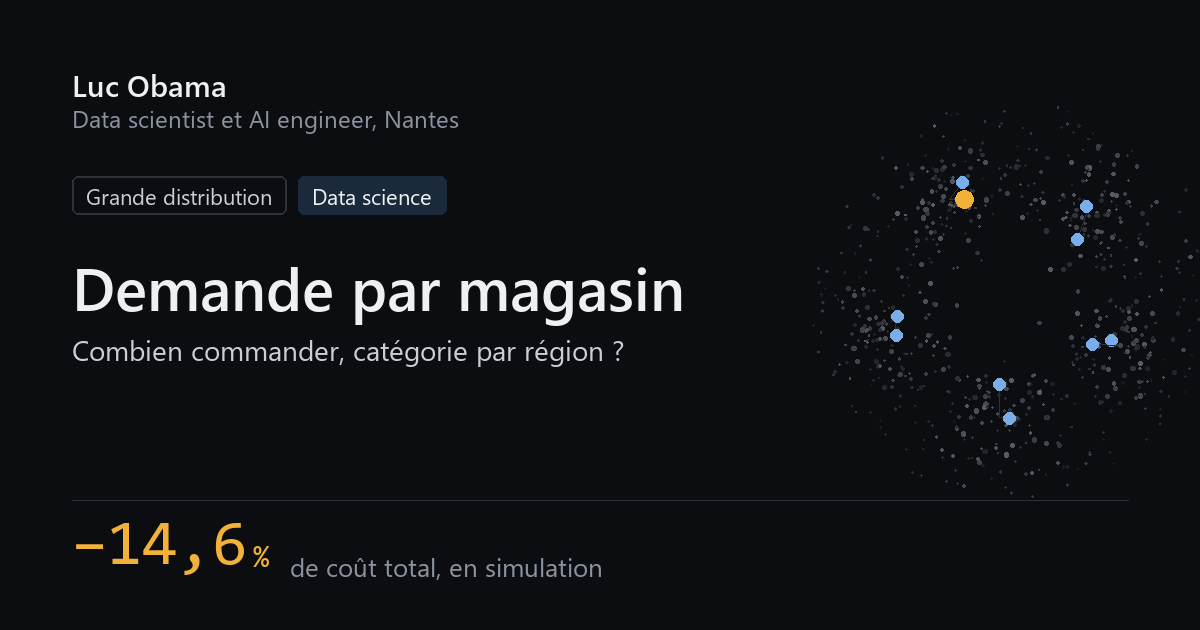 Luc Obama
Data scientist et AI engineer, Nantes
Grande distribution
Data science
Demande par magasin
Combien commander, catégorie par région ?
−14,6 % de coût total, en simulation